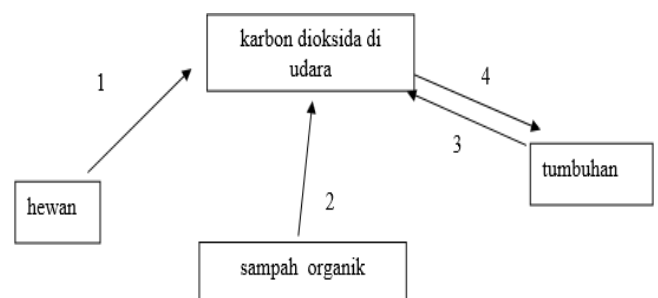 karbon dioksida di
udara
1
4
3
tumbuhan
hewan
2
sampah organik